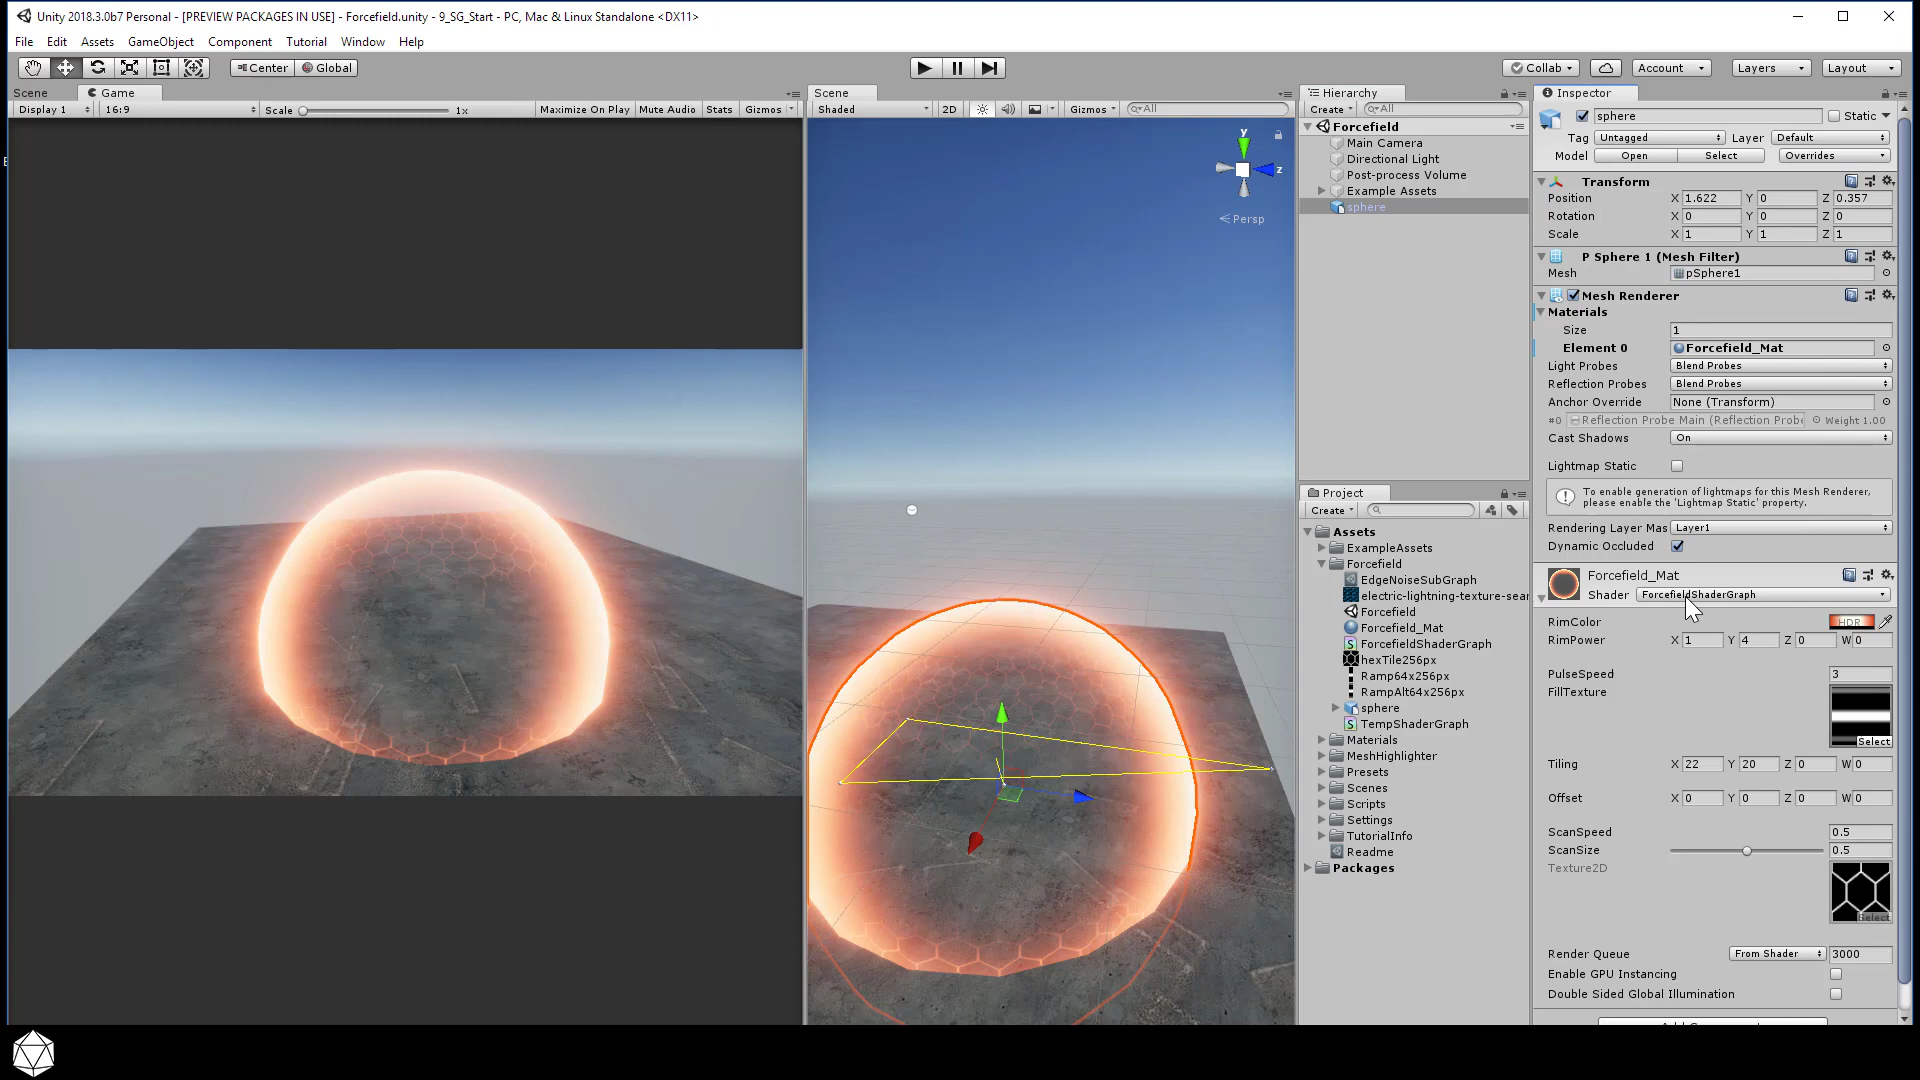 Unity 2018.3.0b7 Personal - [PREVIEW PACKAGES IN USE] - Forcefield.unity - 9_SG_Start - PC, Mac & Linux Standalone <DX11>
File Edit Assets GameObject Component Tutorial Window Help
Center Global Collab Account Layers Layout
Scene Game
Display 1 16:9 Scale 1x Maximize On Play Mute Audio Stats Gizmos
Scene
Shaded 2D Gizmos All
y
z
Persp
Hierarchy
Create All
Forcefield
Main Camera
Directional Light
Post-process Volume
Example Assets
sphere
Project
Create
Assets
ExampleAssets
Forcefield
EdgeNoiseSubGraph
electric-lightning-texture-sear
Forcefield
Forcefield_Mat
ForcefieldShaderGraph
hexTile256px
Ramp64x256px
RampAlt64x256px
sphere
TempShaderGraph
Materials
MeshHighlighter
Presets
Scenes
Scripts
Settings
TutorialInfo
Readme
Packages
Inspector
sphere Static
Tag Untagged Layer Default
Model Open Select Overrides
Transform
Position X 1.622 Y 0 Z 0.357
Rotation X 0 Y 0 Z 0
Scale X 1 Y 1 Z 1
P Sphere 1 (Mesh Filter)
Mesh pSphere1
Mesh Renderer
Materials
Size 1
Element 0 Forcefield_Mat
Light Probes Blend Probes
Reflection Probes Blend Probes
Anchor Override None (Transform)
#0 Reflection Probe Main (Reflection Probe Weight 1.00
Cast Shadows On
Lightmap Static
To enable generation of lightmaps for this Mesh Renderer,
please enable the 'Lightmap Static' property.
Rendering Layer Mas Layer1
Dynamic Occluded
Forcefield_Mat
Shader ForcefieldShaderGraph
RimColor HDR
RimPower X 1 Y 4 Z 0 W 0
PulseSpeed 3
FillTexture
Select
Tiling X 22 Y 20 Z 0 W 0
Offset X 0 Y 0 Z 0 W 0
ScanSpeed 0.5
ScanSize 0.5
Texture2D
Select
Render Queue From Shader 3000
Enable GPU Instancing
Double Sided Global Illumination